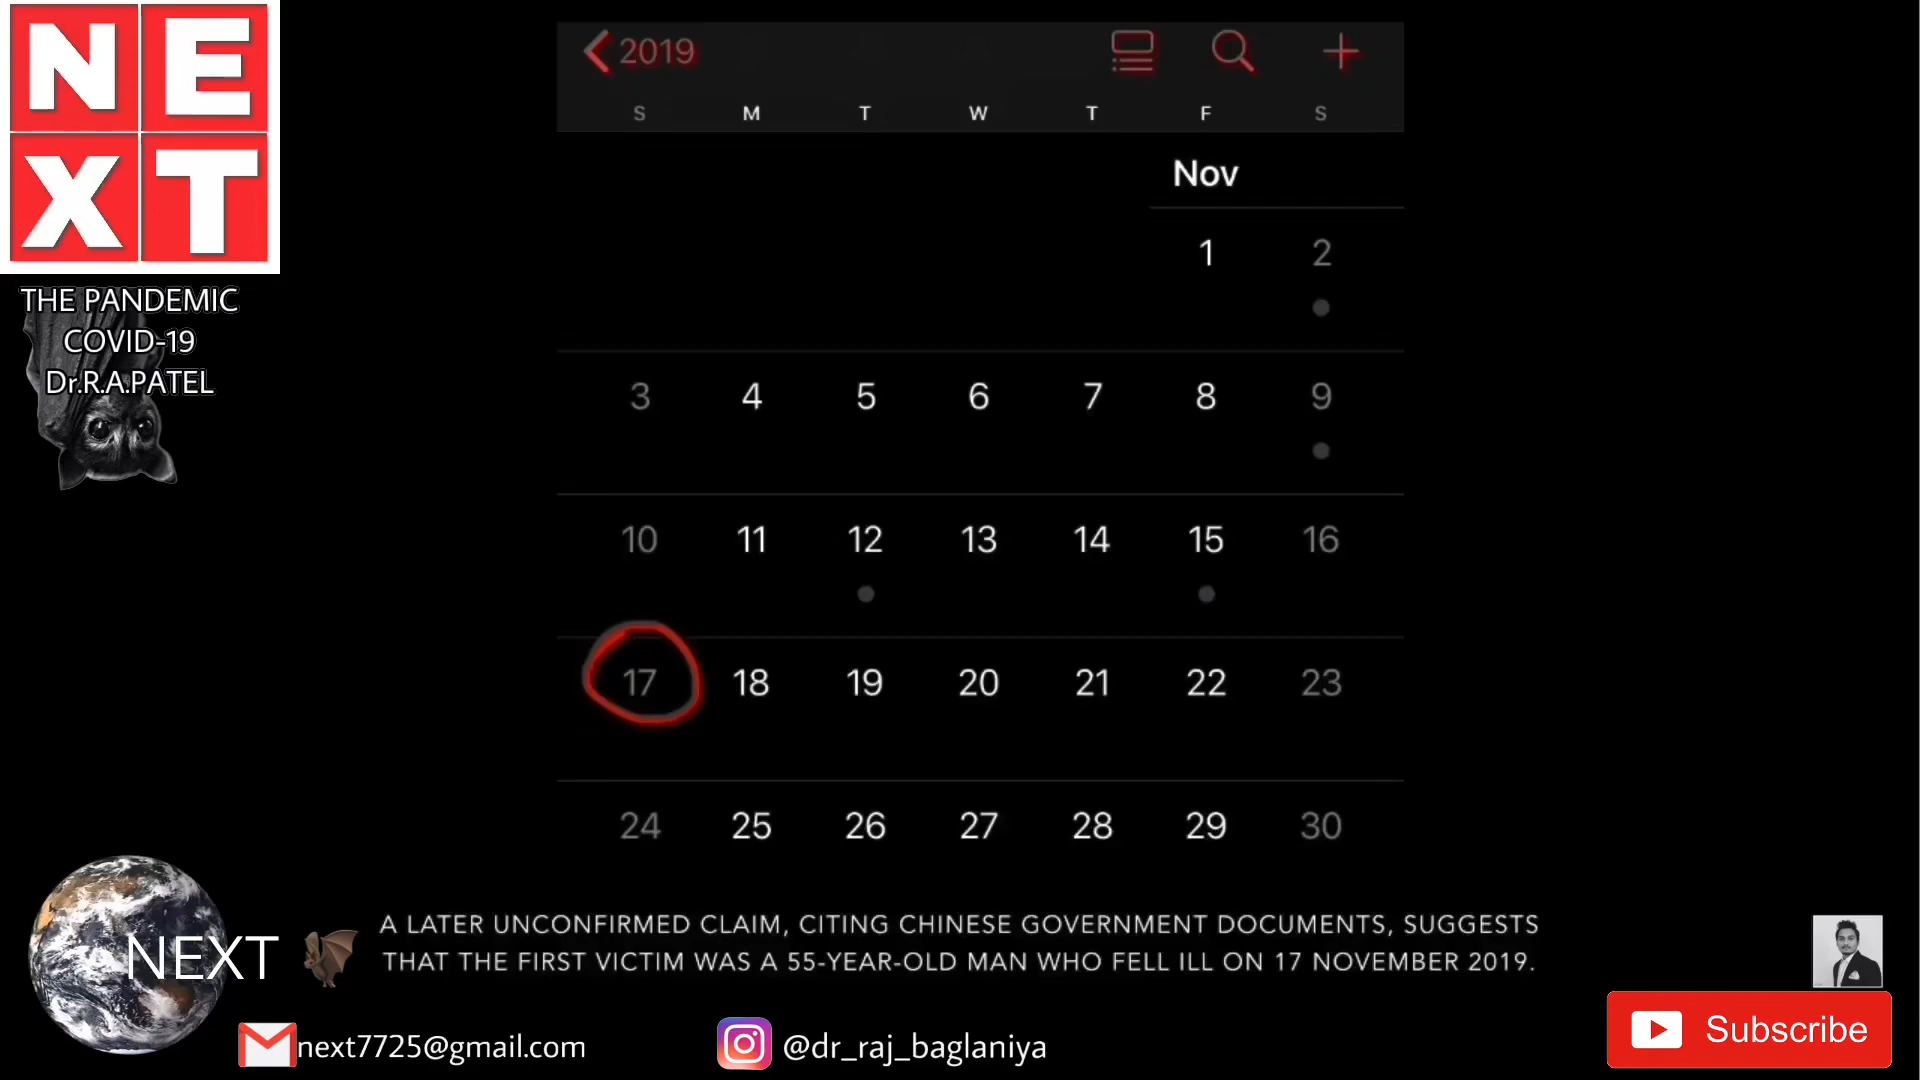 NE
XT
THE PANDEMIC
COVID-19
Dr.R.A.PATEL
2019
S M T W T F S
Nov
1 2
3 4 5 6 7 8 9
10 11 12 13 14 15 16
17 18 19 20 21 22 23
24 25 26 27 28 29 30
NEXT
A LATER UNCONFIRMED CLAIM, CITING CHINESE GOVERNMENT DOCUMENTS, SUGGESTS
THAT THE FIRST VICTIM WAS A 55-YEAR-OLD MAN WHO FELL ILL ON 17 NOVEMBER 2019.
next7725@gmail.com
@dr_raj_baglaniya
Subscribe